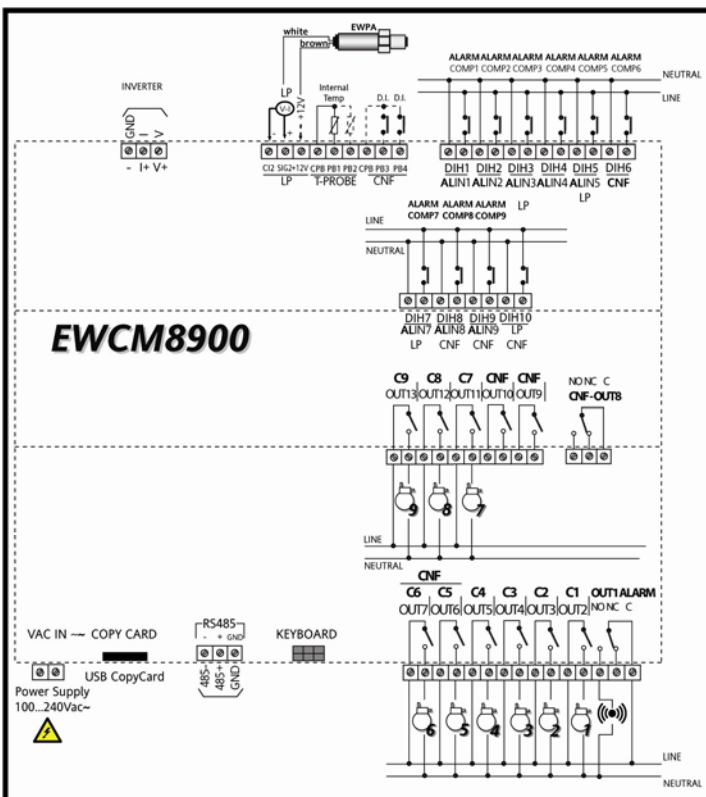 EWPA
white
brown
ALARM ALARM ALARM ALARM ALARM ALARM
COMP1 COMP2 COMP3 COMP4 COMP5 COMP6
NEUTRAL
LINE
INVERTER
GND I V
- I+ V+
LP
V-I
- +
+12V
Internal
Temp
D.I. D.I.
CI2 SIG2 +12V CPB PB1 PB2 CPB PB3 PB4
LP T-PROBE CNF
DIH1 DIH2 DIH3 DIH4 DIH5 DIH6
ALIN1 ALIN2 ALIN3 ALIN4 ALIN5 CNF
LP
ALARM ALARM ALARM LP
COMP7 COMP8 COMP9
LINE
NEUTRAL
DIH7 DIH8 DIH9 DIH10
ALIN7 ALIN8 ALIN9 LP
LP CNF CNF CNF
EWCM8900
C9 C8 C7 CNF CNF
OUT13 OUT12 OUT11 OUT10 OUT9
NO NC C
CNF-OUT8
9 8 7
LINE
NEUTRAL
CNF
C6 C5 C4 C3 C2 C1 OUT1 ALARM
OUT7 OUT6 OUT5 OUT4 OUT3 OUT2 NO NC C
VAC IN ~ COPY CARD
USB CopyCard
RS485
- + GND
485- 485+ GND
KEYBOARD
Power Supply
100...240Vac~
6 5 4 3 2 1
LINE
NEUTRAL